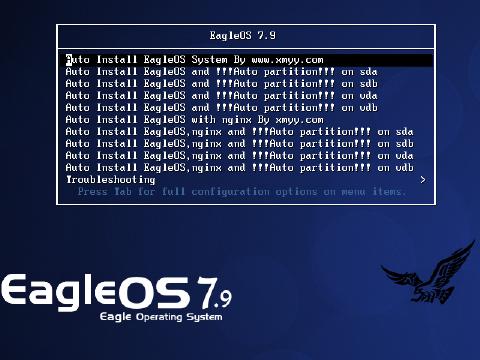 EagleOS 7.9
Auto Install EagleOS System By www.xmyy.com
Auto Install EagleOS and !!!Auto partition!!! on sda
Auto Install EagleOS and !!!Auto partition!!! on sdb
Auto Install EagleOS and !!!Auto partition!!! on vda
Auto Install EagleOS and !!!Auto partition!!! on vdb
Auto Install EagleOS with nginx By xmyy.com
Auto Install EagleOS,nginx and !!!Auto partition!!! on sda
Auto Install EagleOS,nginx and !!!Auto partition!!! on sdb
Auto Install EagleOS,nginx and !!!Auto partition!!! on vda
Auto Install EagleOS,nginx and !!!Auto partition!!! on vdb
Troubleshooting >
Press Tab for full configuration options on menu items.
EagleOS 7.9
Eagle Operating System